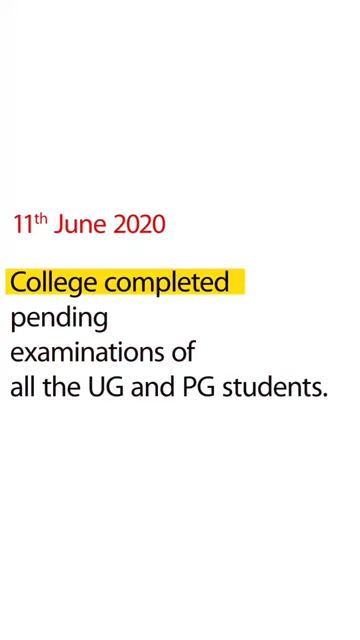 11th June 2020
College completed
pending
examinations of
all the UG and PG students.